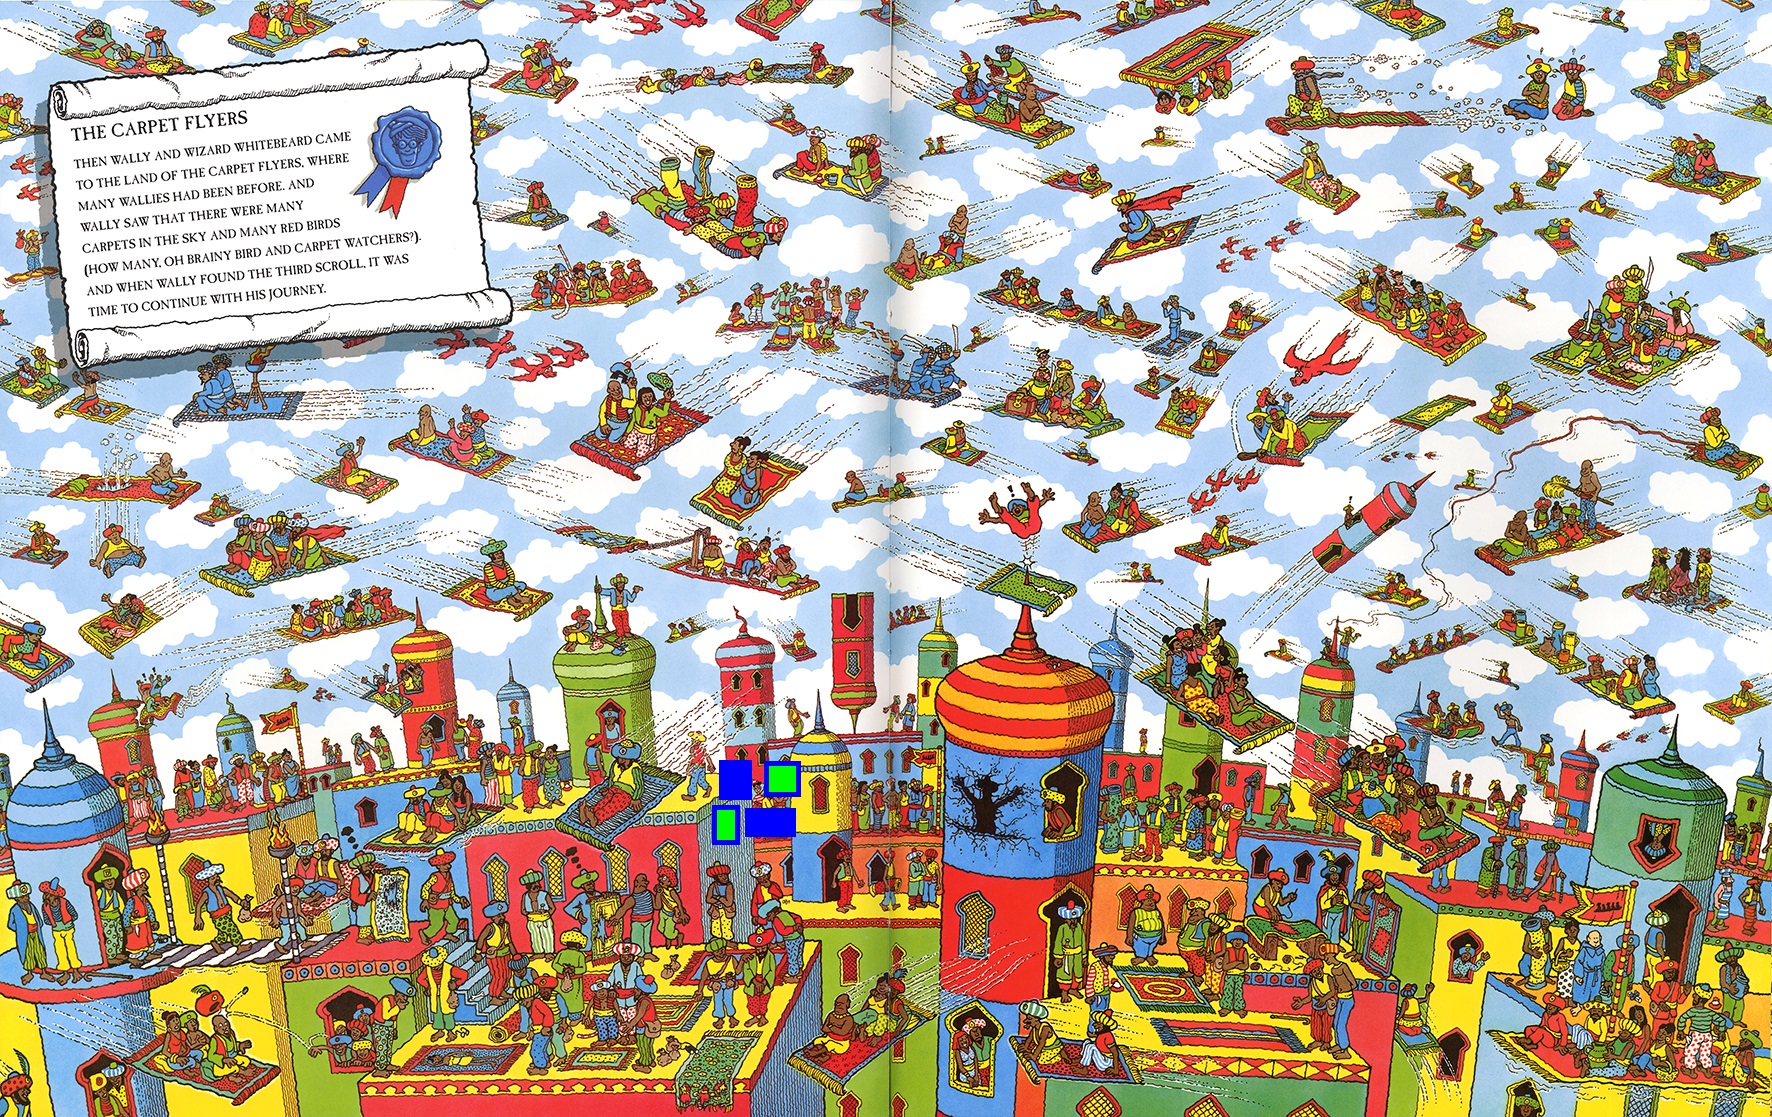 THE CARPET FLYERS
THEN WALLY AND WIZARD WHITEBEARD CAME
TO THE LAND OF THE CARPET FLYERS, WHERE
MANY WALLIES HAD BEEN BEFORE. AND
WALLY SAW THAT THERE WERE MANY
CARPETS IN THE SKY AND MANY RED BIRDS
(HOW MANY, OH BRAINY BIRD AND CARPET WATCHERS?).
AND WHEN WALLY FOUND THE THIRD SCROLL, IT WAS
TIME TO CONTINUE WITH HIS JOURNEY.
!